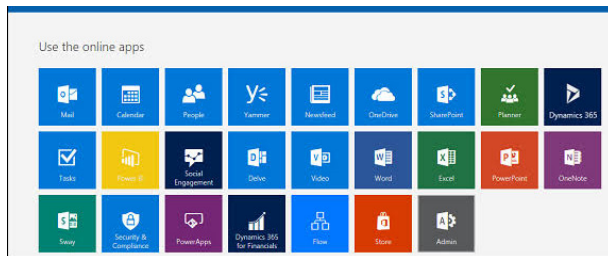 Use the online apps
Mail Calendar People Yammer Newsfeed OneDrive SharePoint Planner Dynamics 365
Tasks Power BI Social Engagement Delve Video Word Excel PowerPoint OneNote
Sway Security & Compliance PowerApps Dynamics 365 for Financials Flow Store Admin